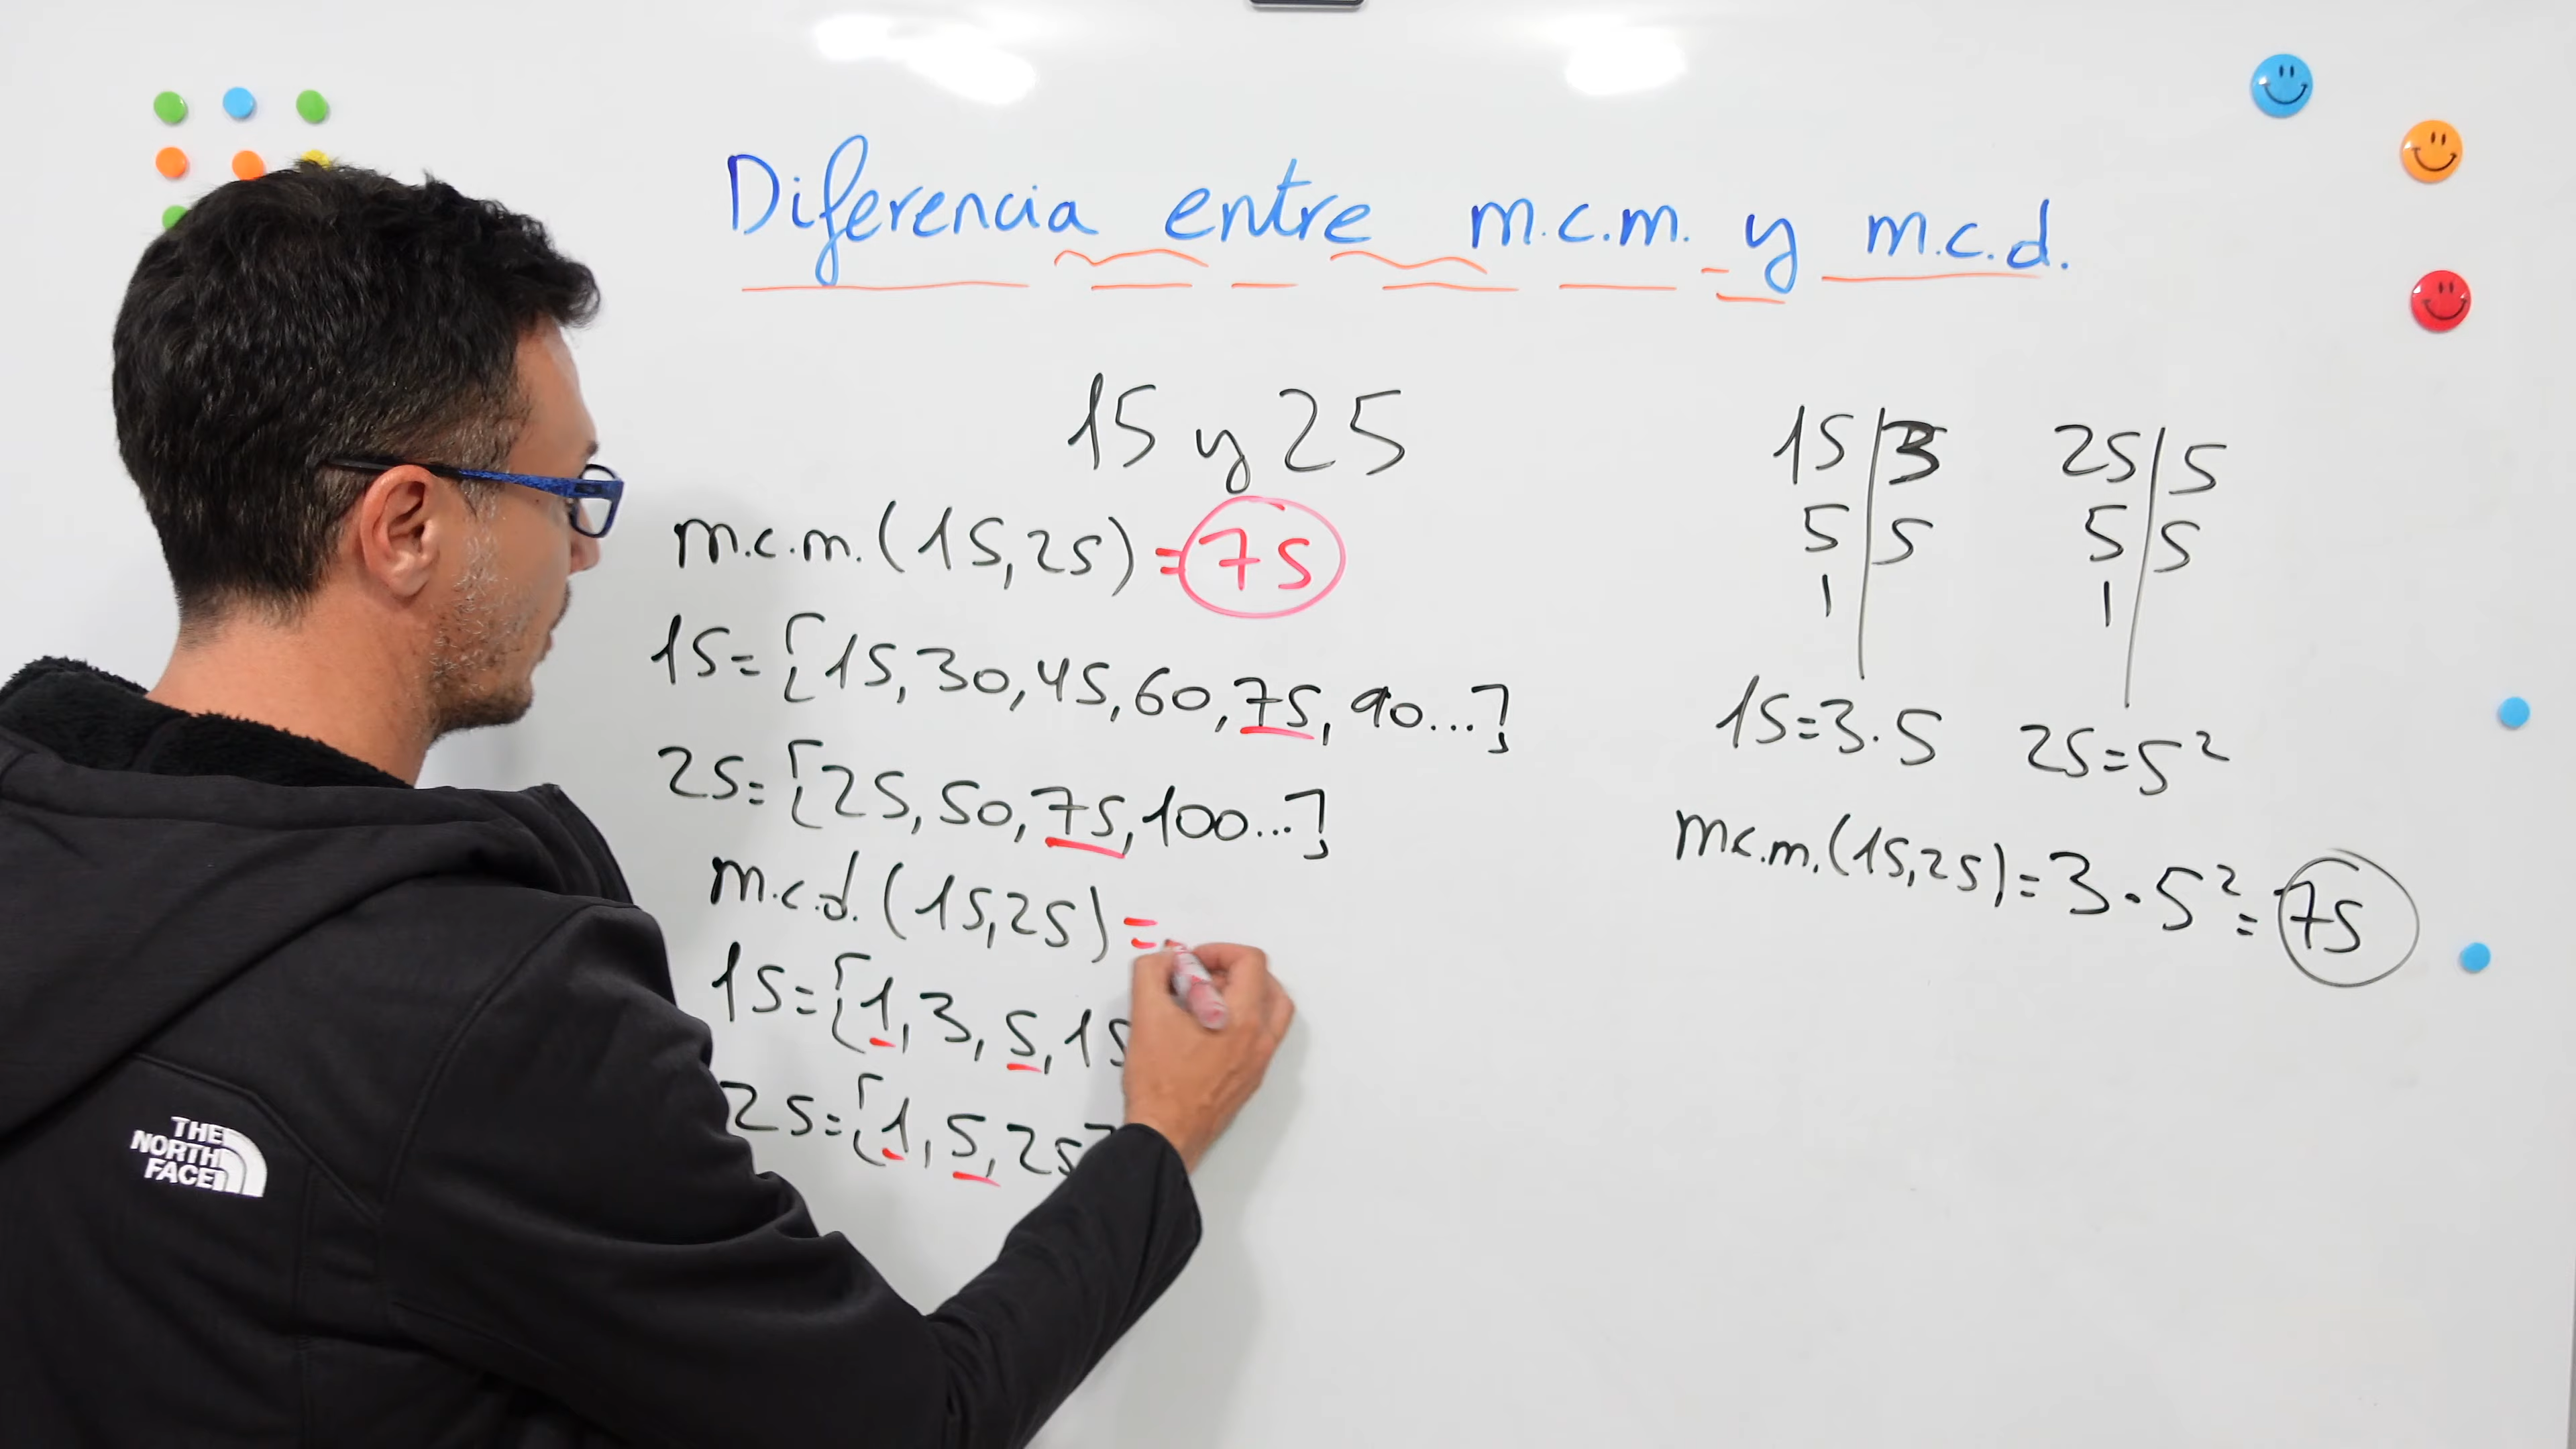 Diferencia entre m.c.m. y m.c.d.
15 y 25
m.c.m. (15,25) = 75
15 = [15, 30, 45, 60, 75, 90...]
25 = [25, 50, 75, 100...]
m.c.d. (15,25) =
15 = [1, 3, 5, 15
25 = [1, 5, 25]
15 | 3
5 | 5
1
25 | 5
5 | 5
1
15 = 3 · 5
25 = 5²
m.c.m. (15,25) = 3 · 5² = 75
THE
NORTH
FACE